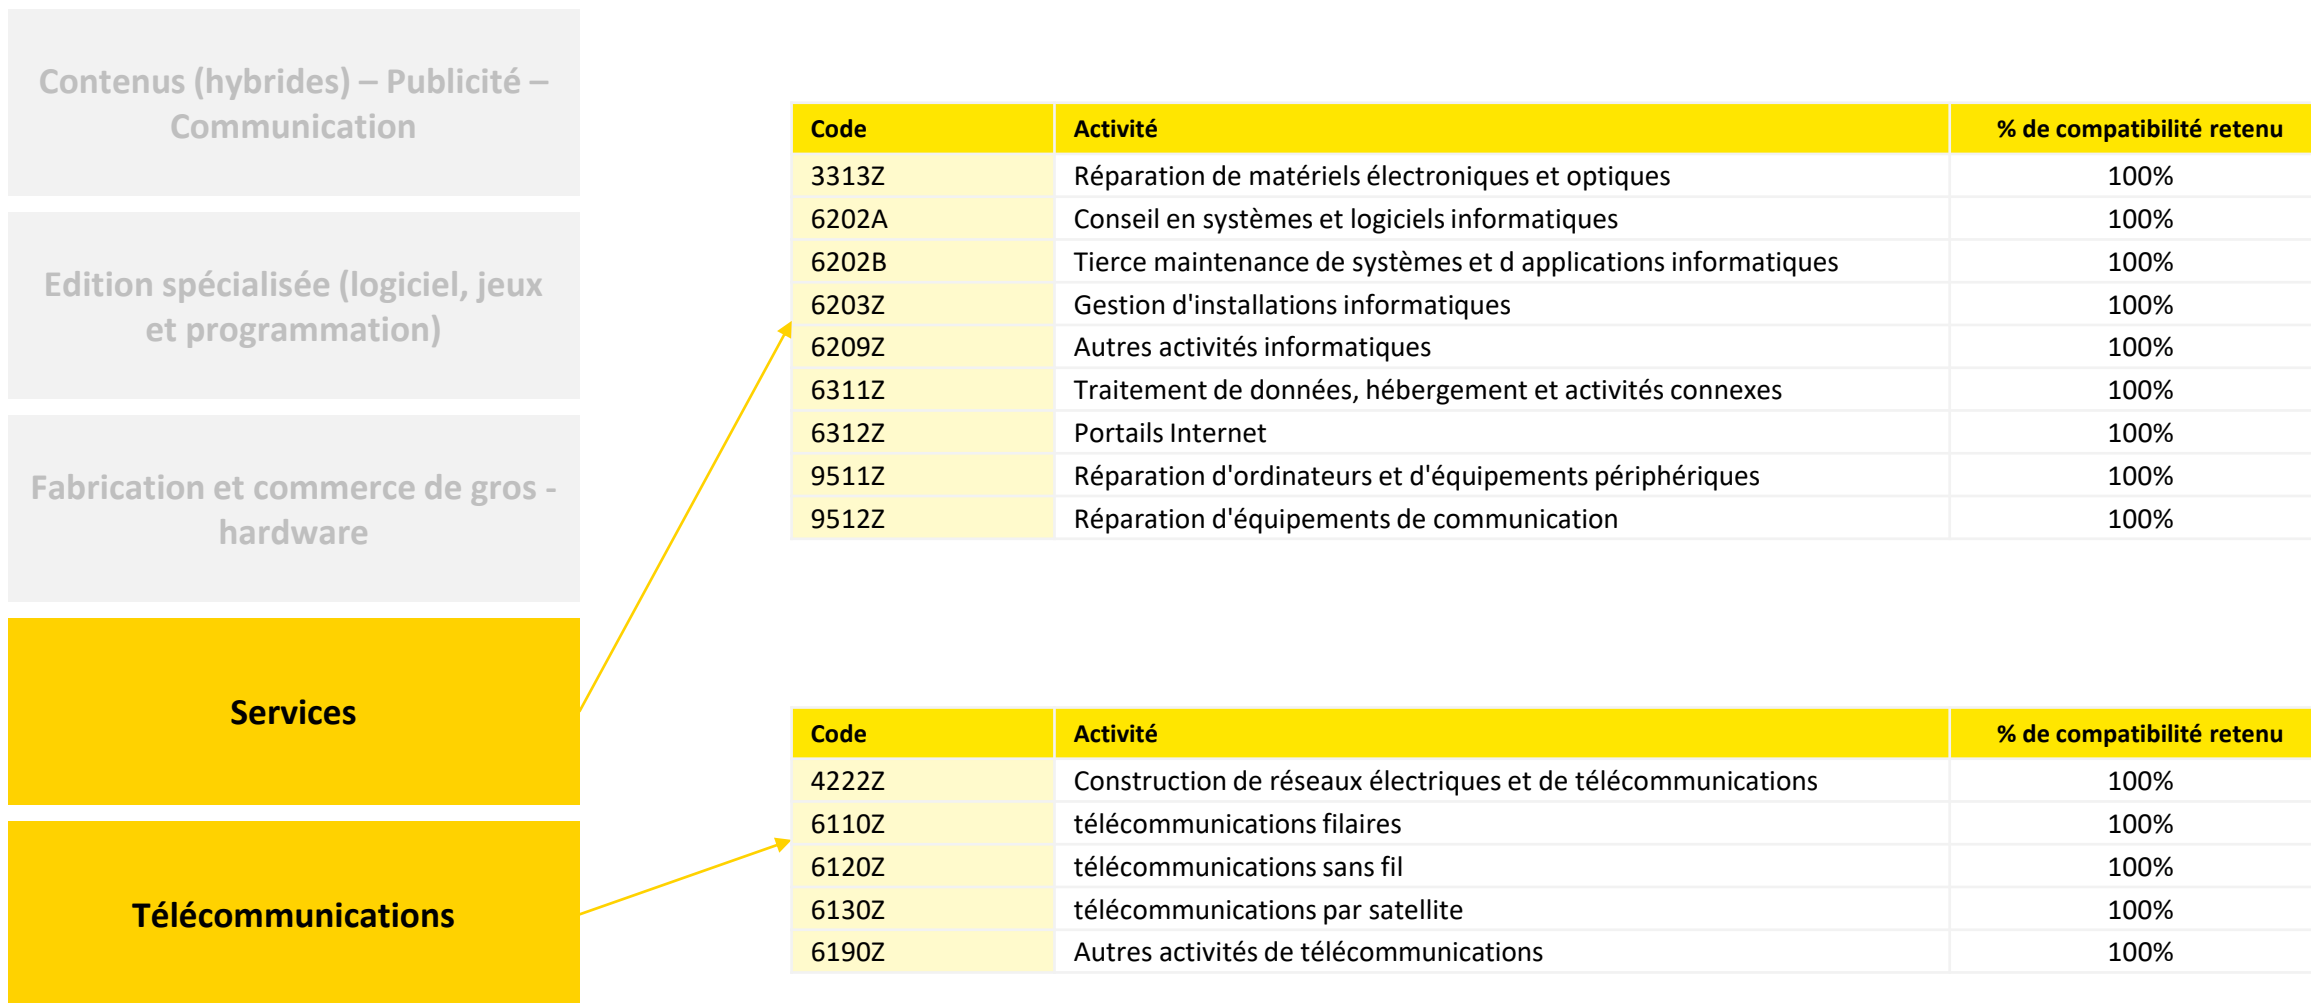 Contenus (hybrides) – Publicité –
Communication
Edition spécialisée (logiciel, jeux
et programmation)
Fabrication et commerce de gros -
hardware
Services
Télécommunications
Code Activité % de compatibilité retenu
3313Z Réparation de matériels électroniques et optiques 100%
6202A Conseil en systèmes et logiciels informatiques 100%
6202B Tierce maintenance de systèmes et d applications informatiques 100%
6203Z Gestion d'installations informatiques 100%
6209Z Autres activités informatiques 100%
6311Z Traitement de données, hébergement et activités connexes 100%
6312Z Portails Internet 100%
9511Z Réparation d'ordinateurs et d'équipements périphériques 100%
9512Z Réparation d'équipements de communication 100%
Code Activité % de compatibilité retenu
4222Z Construction de réseaux électriques et de télécommunications 100%
6110Z télécommunications filaires 100%
6120Z télécommunications sans fil 100%
6130Z télécommunications par satellite 100%
6190Z Autres activités de télécommunications 100%